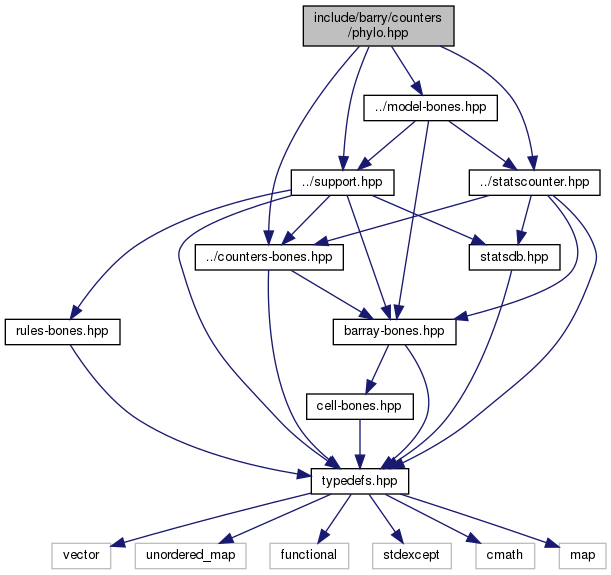 include/barry/counters
/phylo.hpp
../model-bones.hpp
../support.hpp
../statscounter.hpp
../counters-bones.hpp
statsdb.hpp
rules-bones.hpp
barray-bones.hpp
cell-bones.hpp
typedefs.hpp
vector
unordered_map
functional
stdexcept
cmath
map